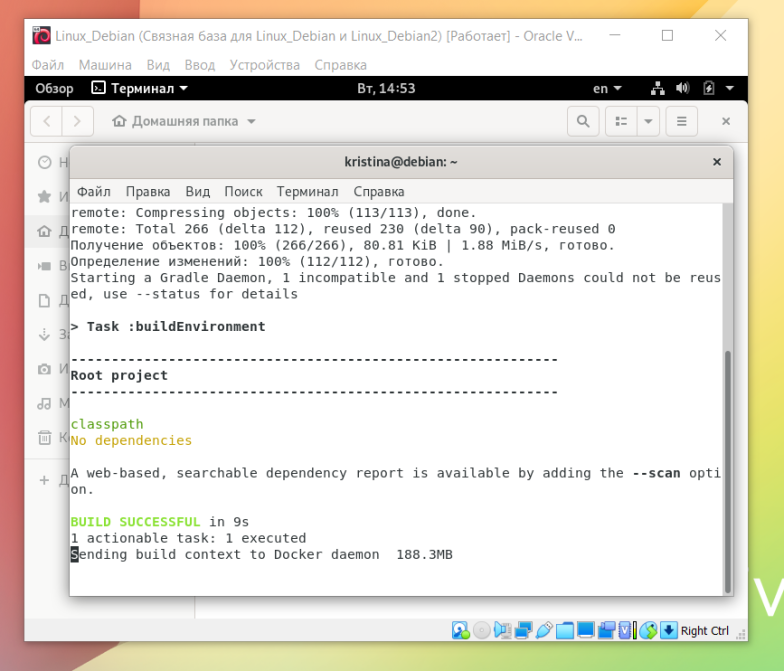 Linux_Debian (Связная база для Linux_Debian и Linux_Debian2) [Работает] - Oracle V...
Файл Машина Вид Ввод Устройства Справка
Обзор Терминал Вт, 14:53 en
Домашняя папка
kristina@debian: ~
Файл Правка Вид Поиск Терминал Справка
remote: Compressing objects: 100% (113/113), done.
remote: Total 266 (delta 112), reused 230 (delta 90), pack-reused 0
Получение объектов: 100% (266/266), 80.81 KiB | 1.88 MiB/s, готово.
Определение изменений: 100% (112/112), готово.
Starting a Gradle Daemon, 1 incompatible and 1 stopped Daemons could not be reus
ed, use --status for details
> Task :buildEnvironment
------------------------------------------------------------
Root project
------------------------------------------------------------
classpath
No dependencies
A web-based, searchable dependency report is available by adding the --scan opti
on.
BUILD SUCCESSFUL in 9s
1 actionable task: 1 executed
Sending build context to Docker daemon  188.3MB
Right Ctrl